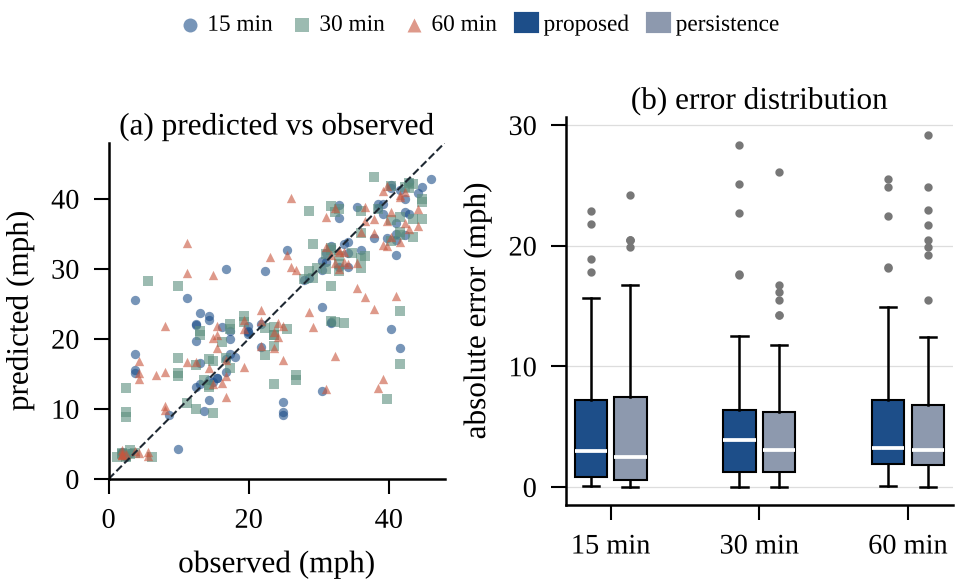 15 min 30 min 60 min proposed persistence
(a) predicted vs observed
predicted (mph)
40
30
20
10
0
0 20 40
observed (mph)
(b) error distribution
absolute error (mph)
30
20
10
0
15 min 30 min 60 min